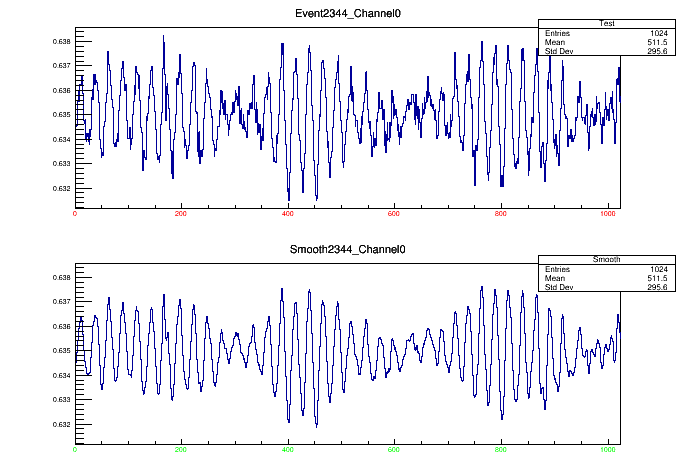 Event2344_Channel0
Test
Entries 1024
Mean 511.5
Std Dev 295.6
0.638
0.637
0.636
0.635
0.634
0.633
0.632
0 200 400 600 800 1000
Smooth2344_Channel0
Smooth
Entries 1024
Mean 511.5
Std Dev 295.6
0.638
0.637
0.636
0.635
0.634
0.633
0.632
0 200 400 600 800 1000